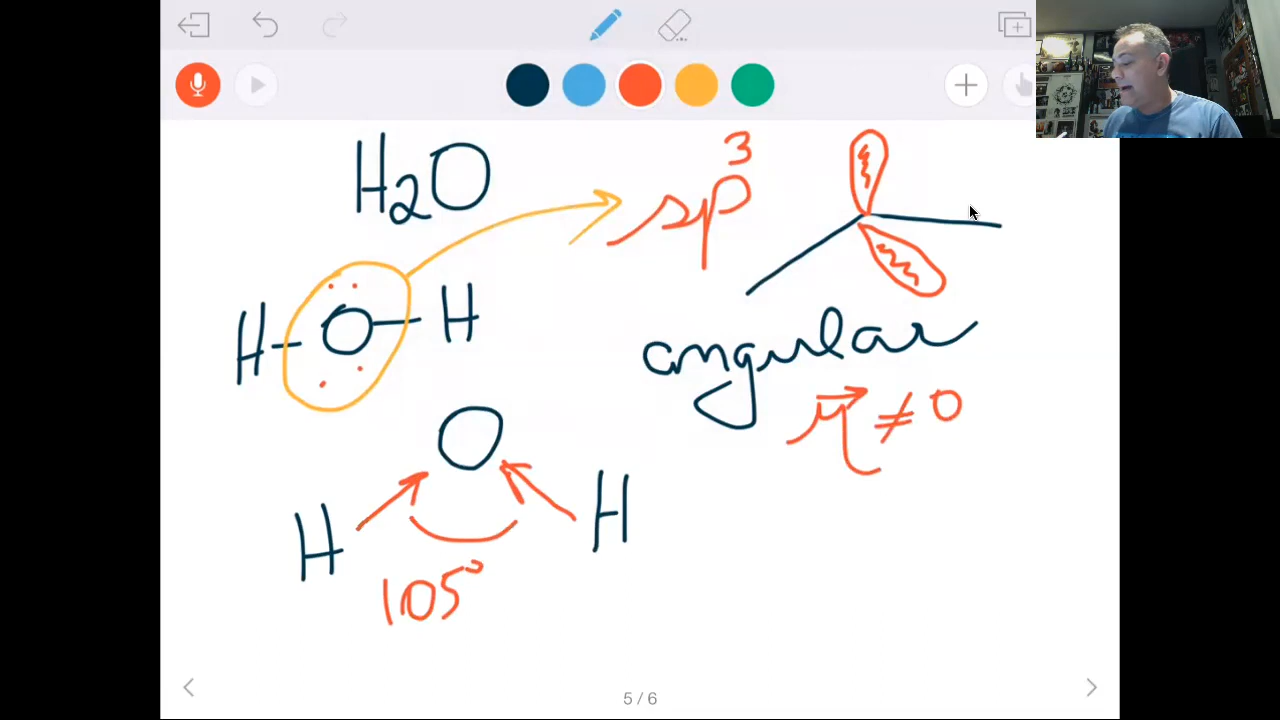 H₂O
sp³
H-O-H
angular
μ⃗ ≠ 0
O
H H
105°
5 / 6